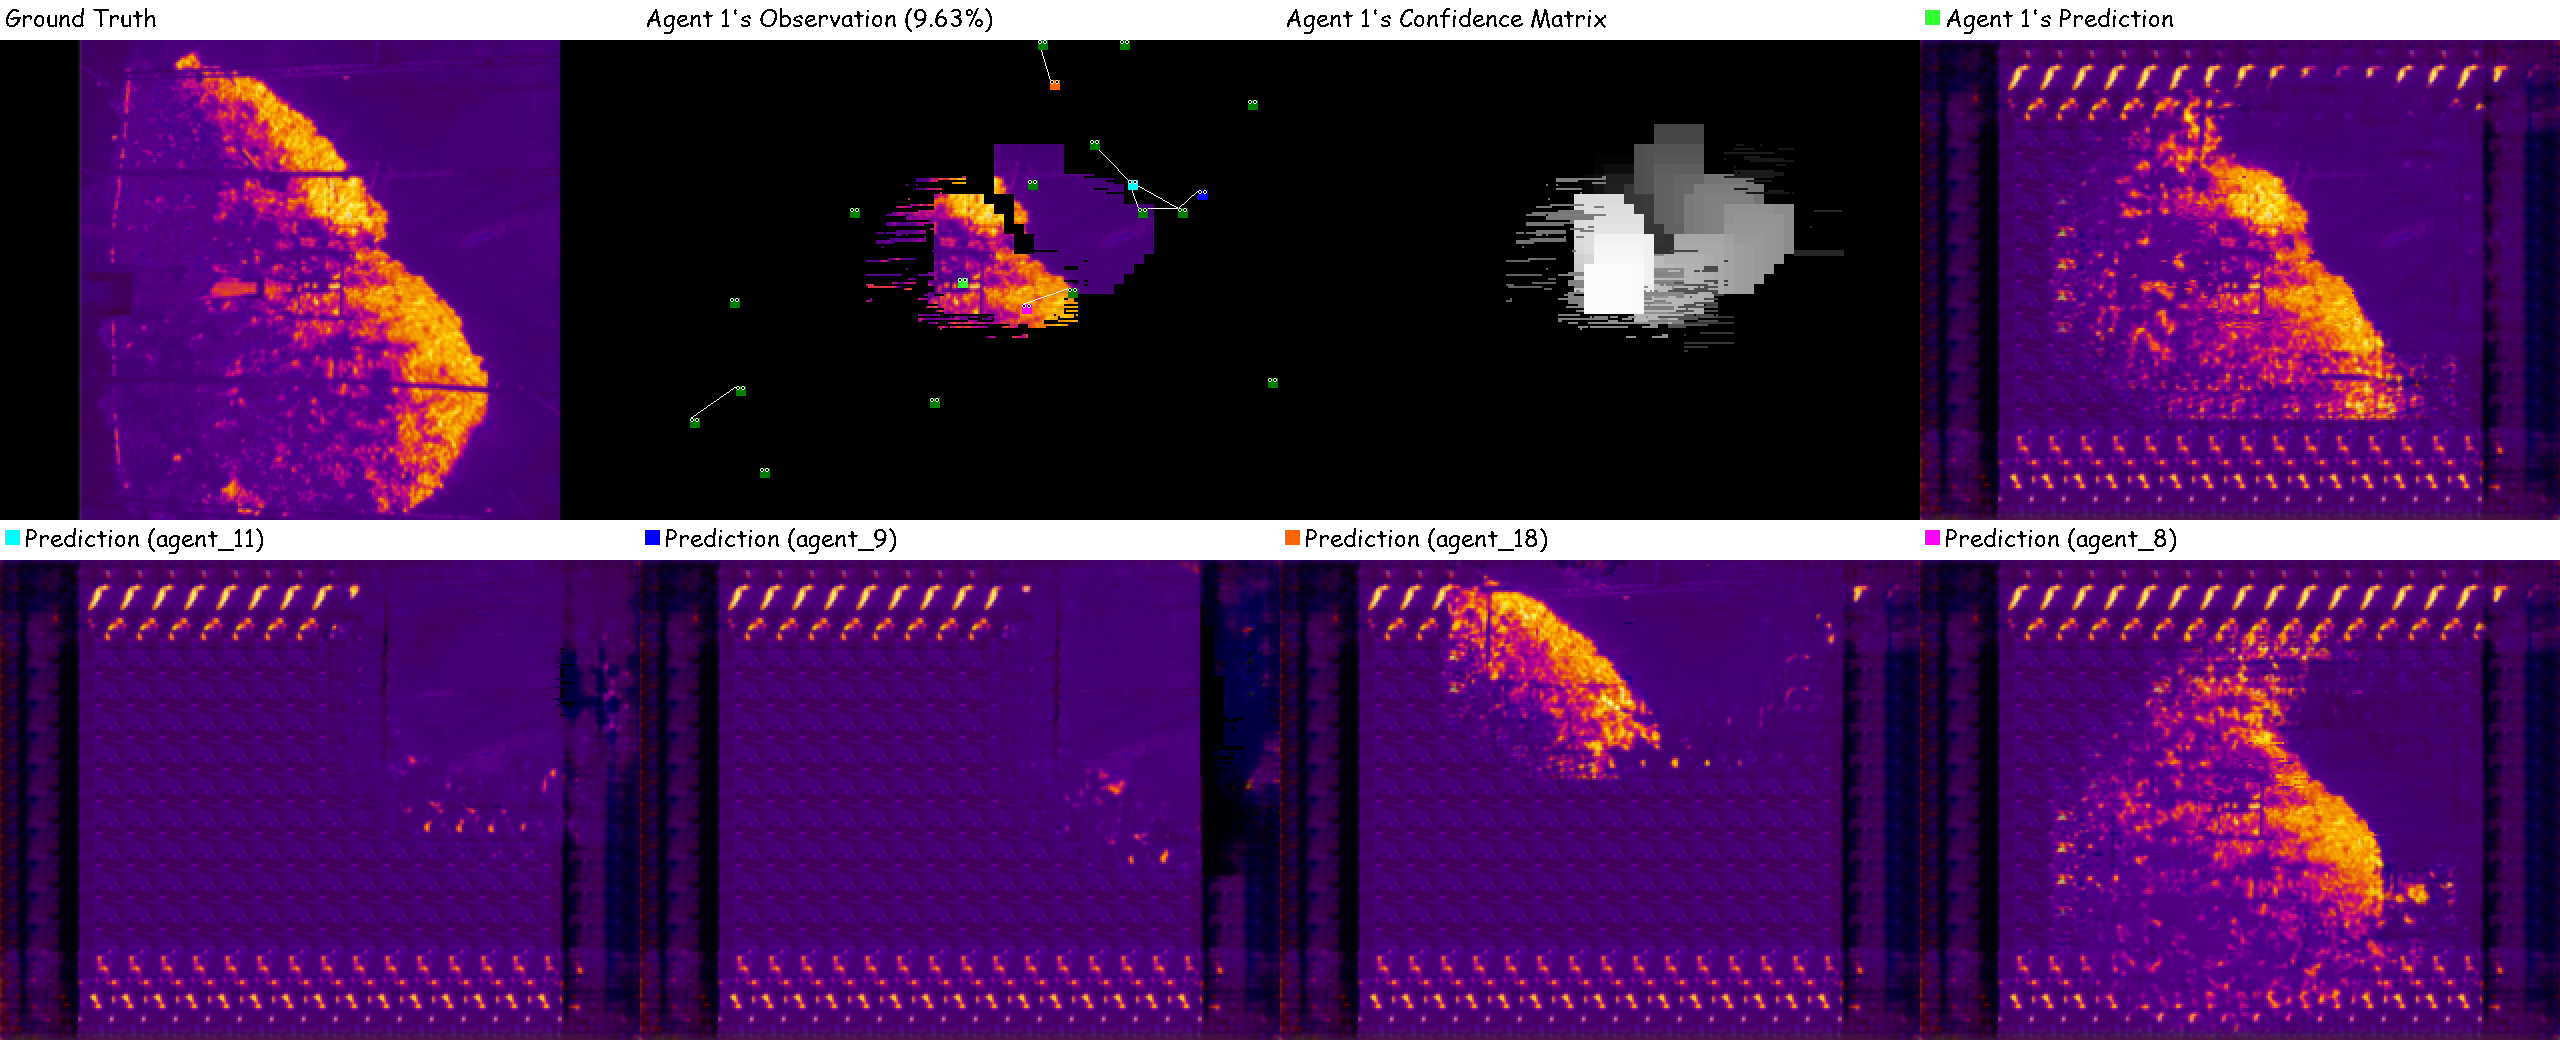 Ground Truth
Agent 1's Observation (9.63%)
Agent 1's Confidence Matrix
Agent 1's Prediction
Prediction (agent_11)
Prediction (agent_9)
Prediction (agent_18)
Prediction (agent_8)